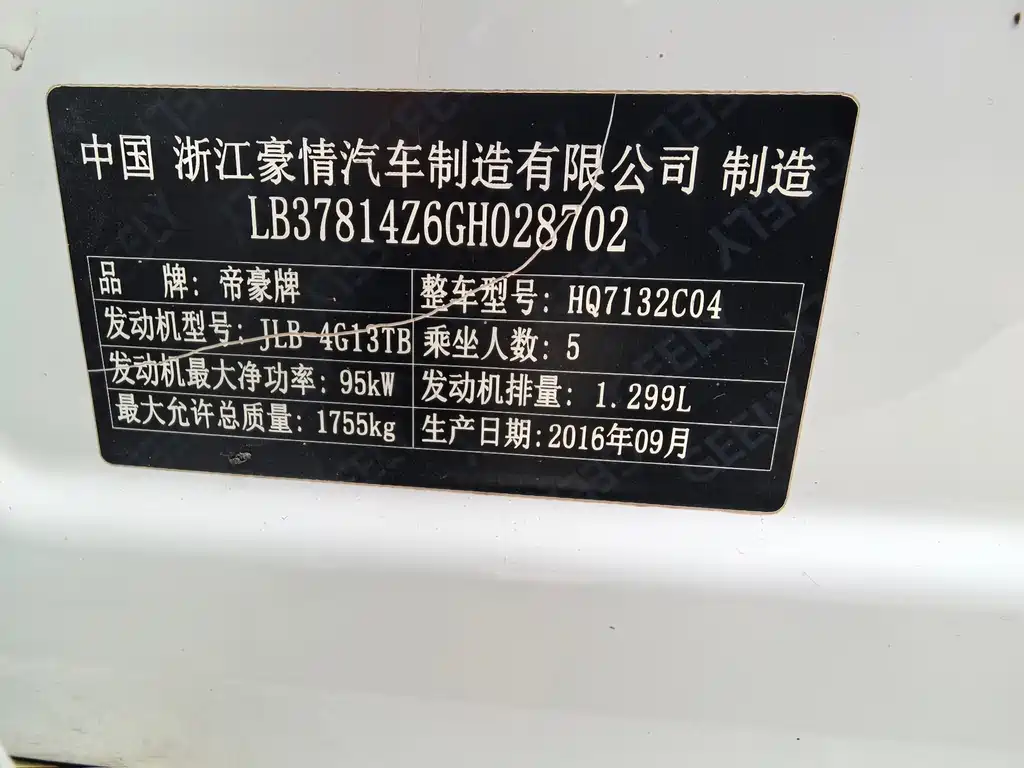 中国 浙江豪情汽车制造有限公司 制造
LB37814Z6GH028702
品 牌: 帝豪牌 整车型号: HQ7132C04
发动机型号: JLB-4G13TB 乘坐人数: 5
发动机最大净功率: 95kW 发动机排量: 1.299L
最大允许总质量: 1755kg 生产日期: 2016年09月
GEELY